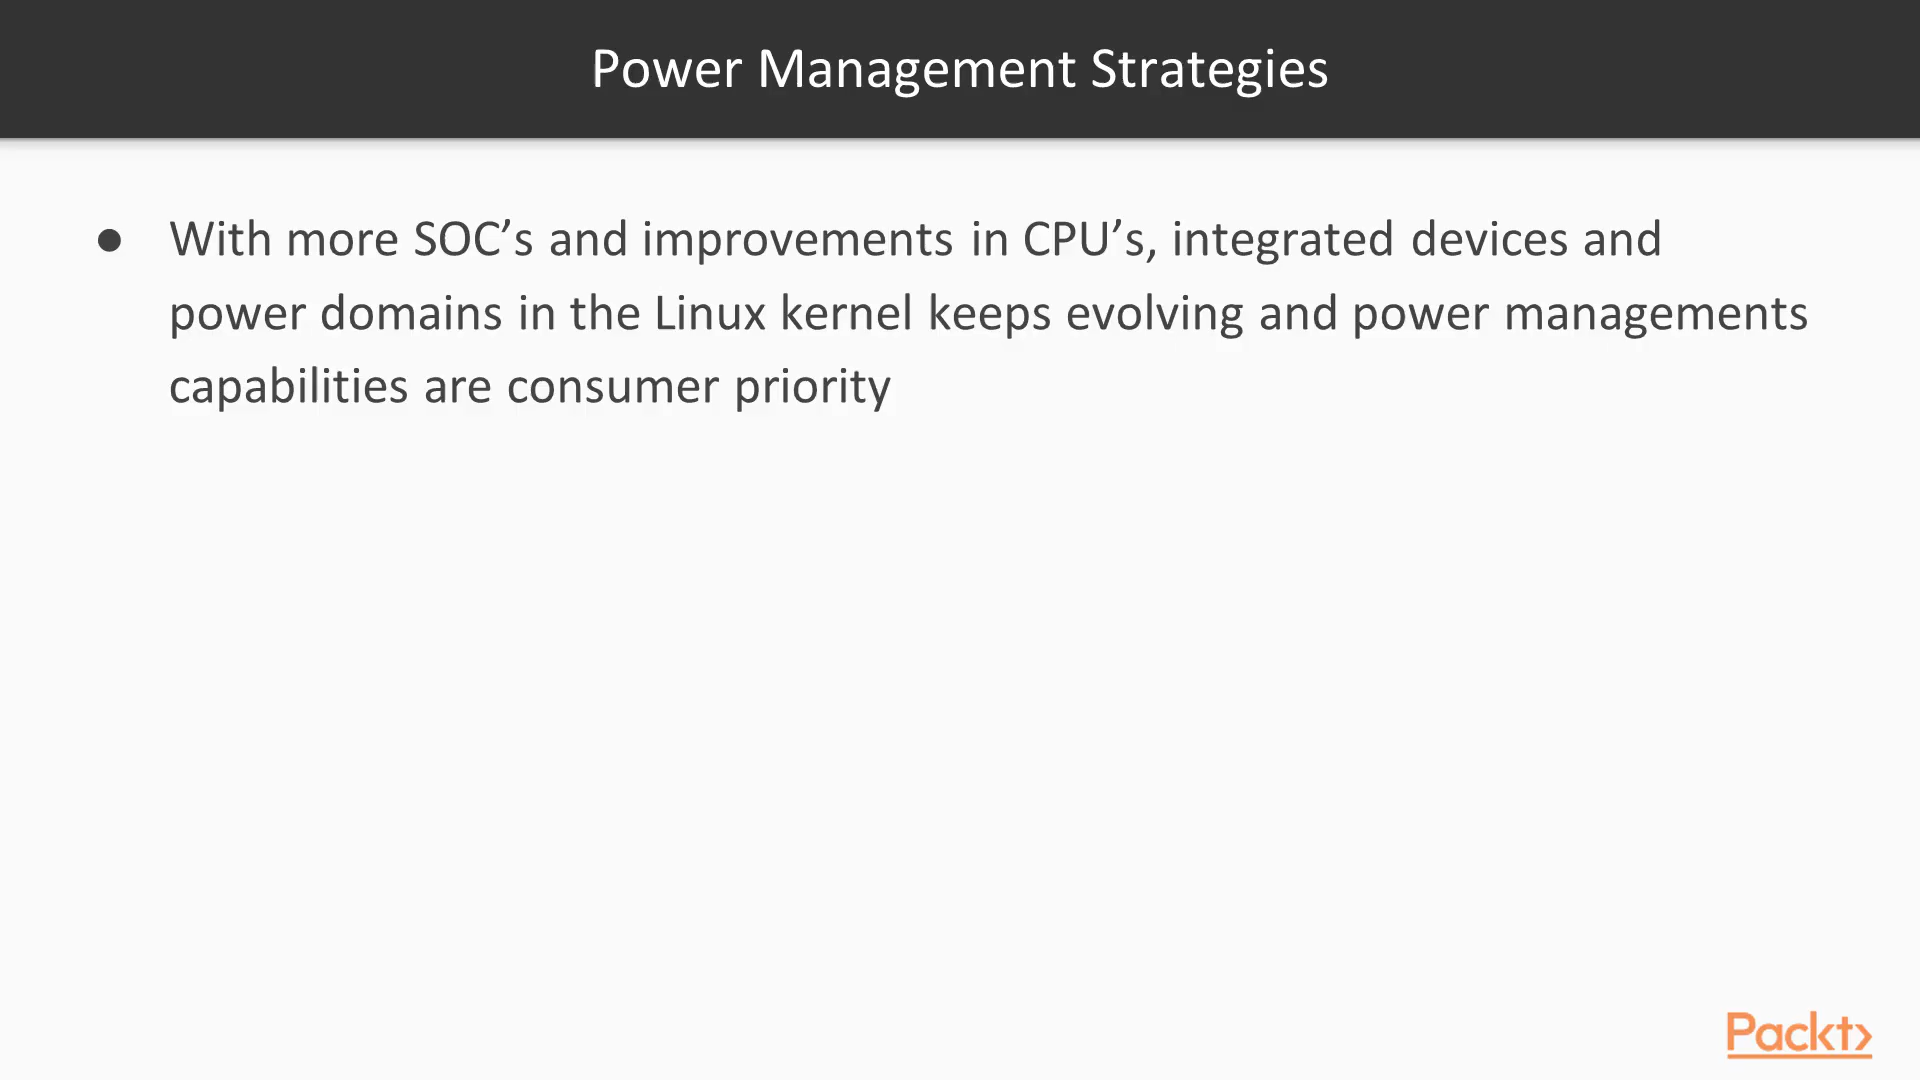 Power Management Strategies
● With more SOC’s and improvements in CPU’s, integrated devices and
power domains in the Linux kernel keeps evolving and power managements
capabilities are consumer priority
Packt>